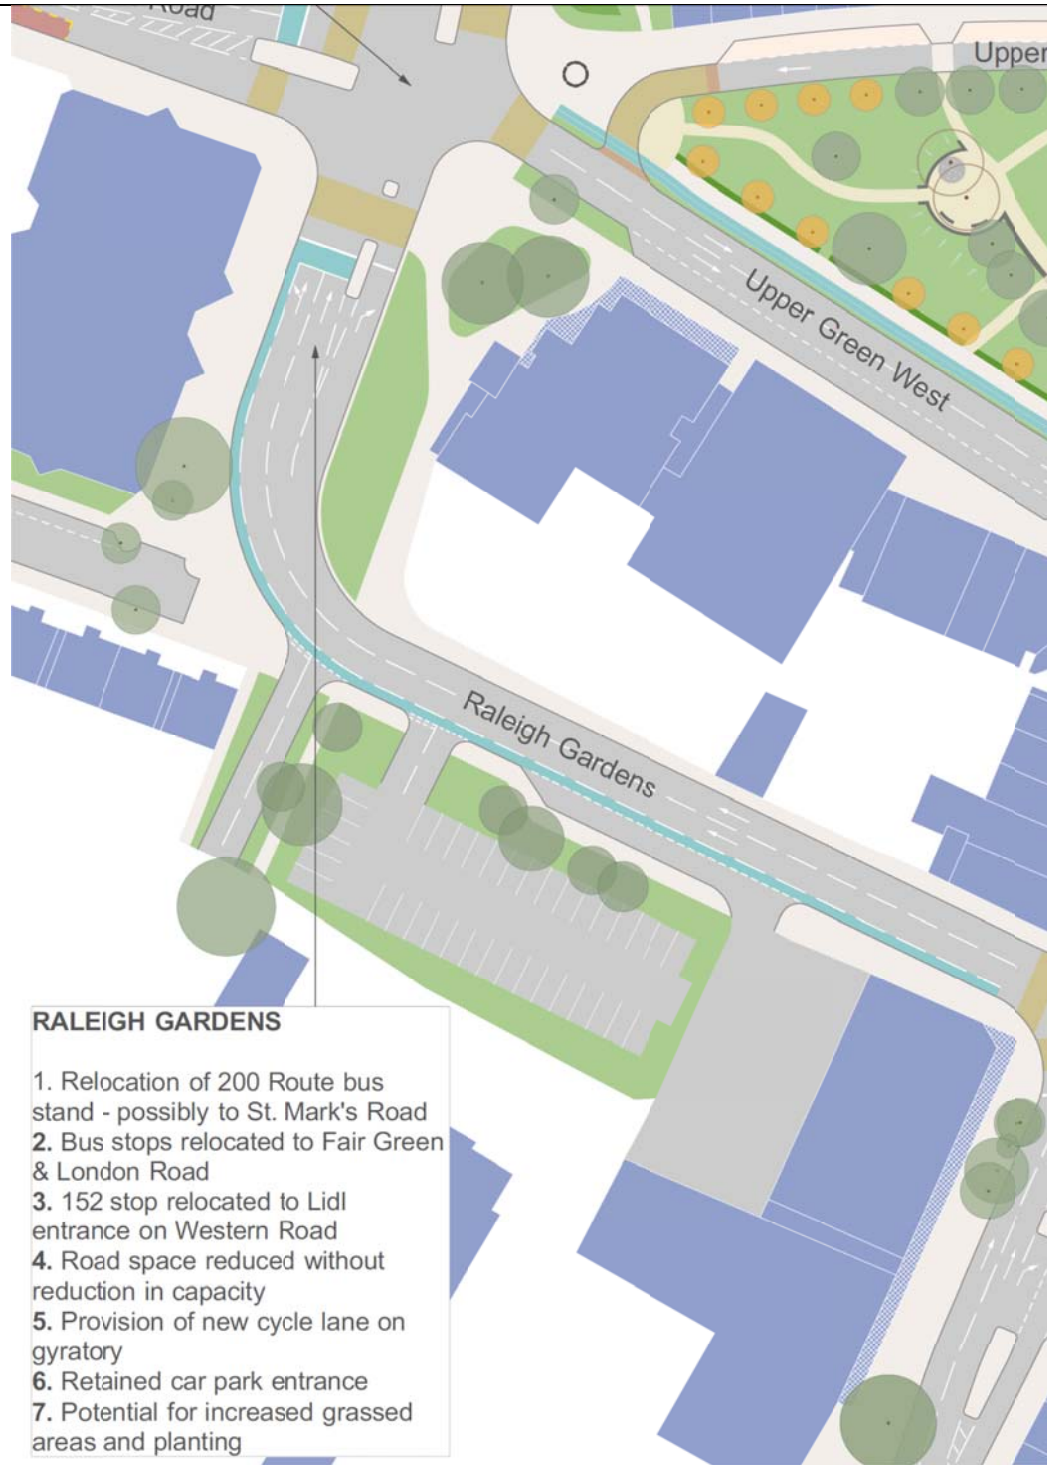 Road
Upper
Upper Green West
Raleigh Gardens
RALEIGH GARDENS
1. Relocation of 200 Route bus
stand - possibly to St. Mark's Road
2. Bus stops relocated to Fair Green
& London Road
3. 152 stop relocated to Lidl
entrance on Western Road
4. Road space reduced without
reduction in capacity
5. Provision of new cycle lane on
gyratory
6. Retained car park entrance
7. Potential for increased grassed
areas and planting